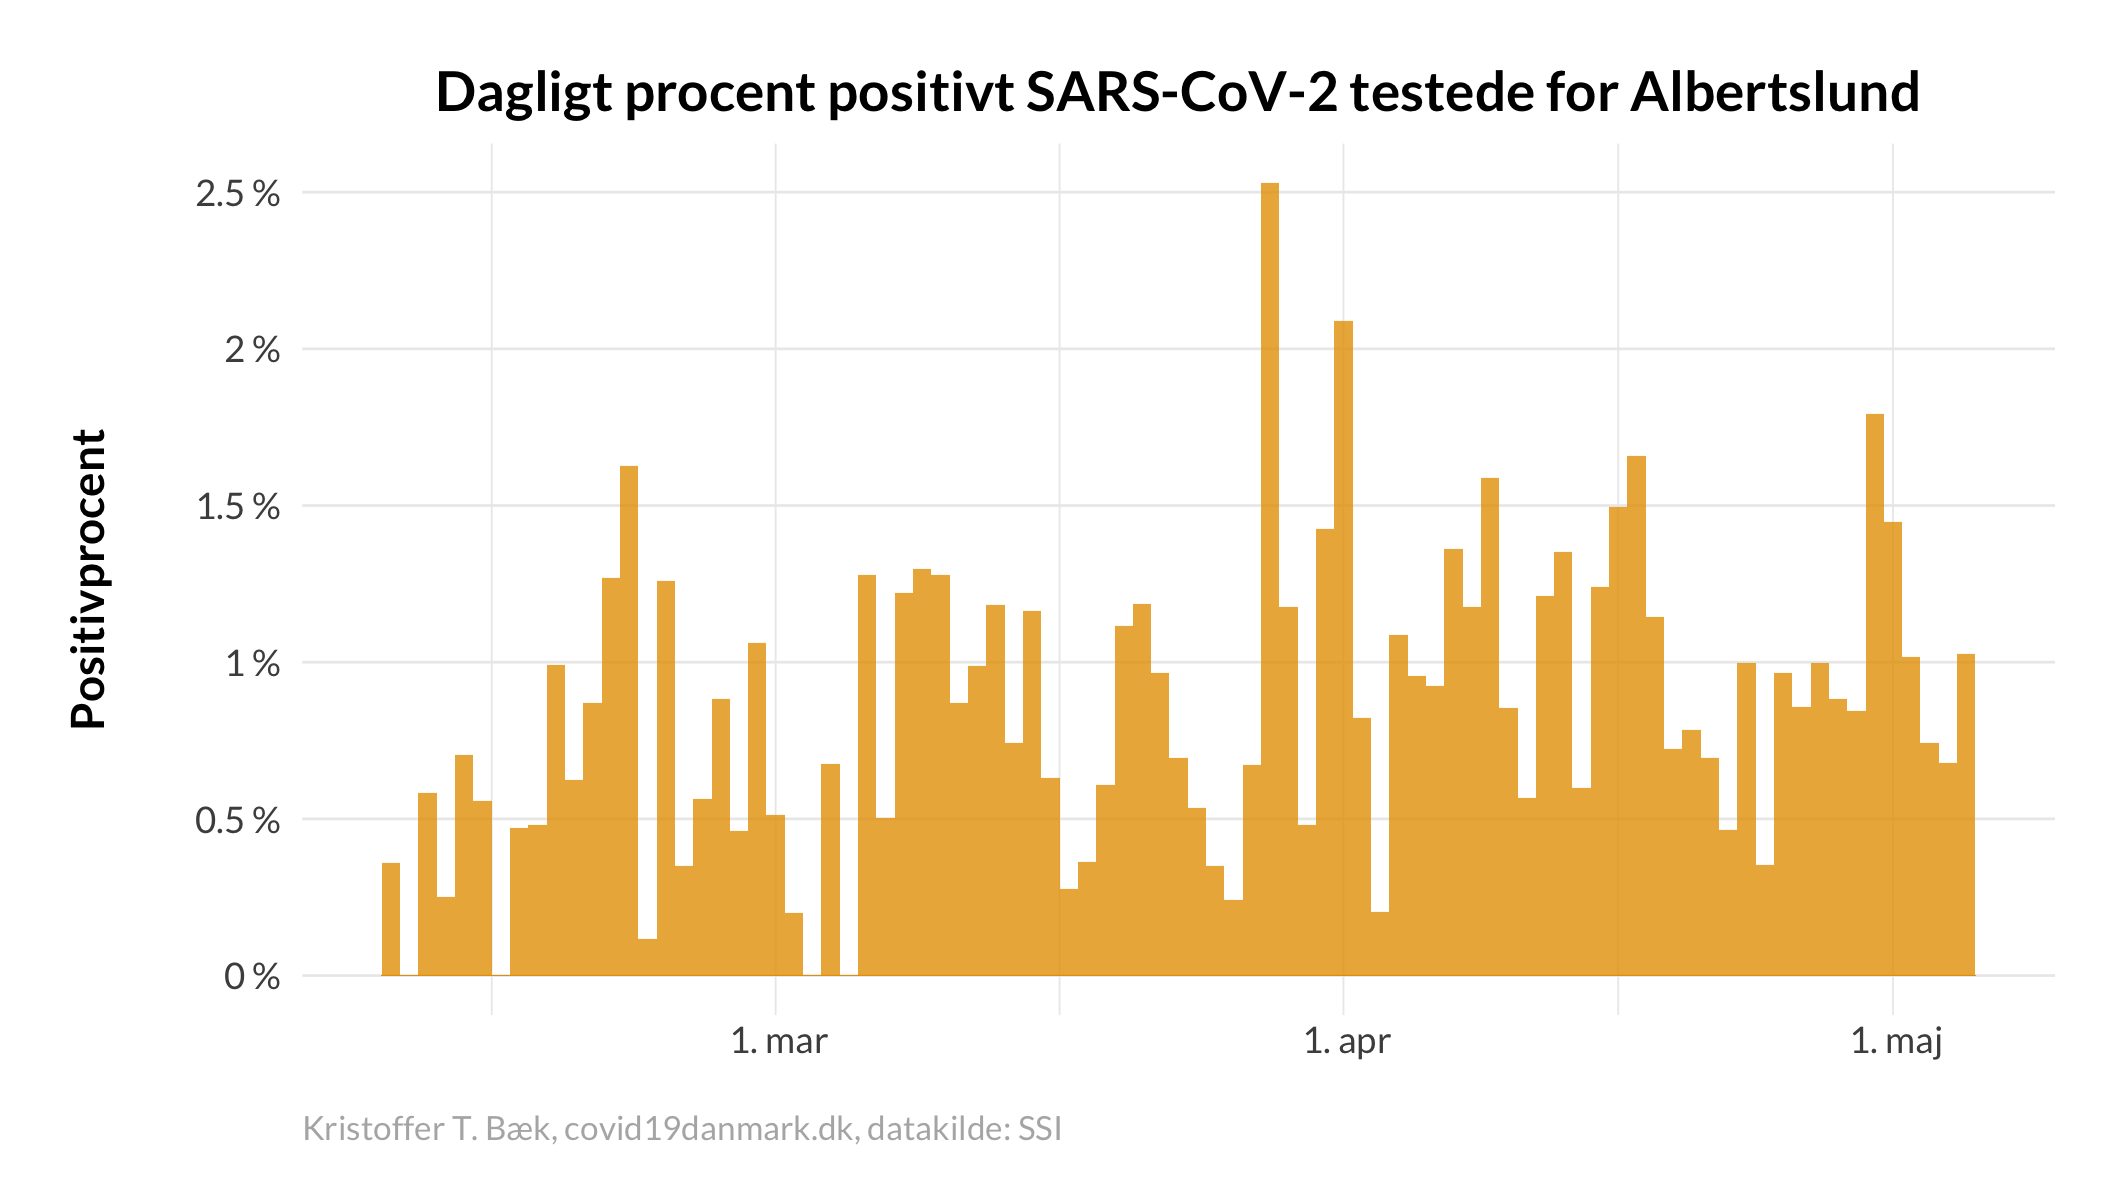 Dagligt procent positivt SARS-CoV-2 testede for Albertslund
Positivprocent
2.5 %
2 %
1.5 %
1 %
0.5 %
0 %
1. mar
1. apr
1. maj
Kristoffer T. Bæk, covid19danmark.dk, datakilde: SSI